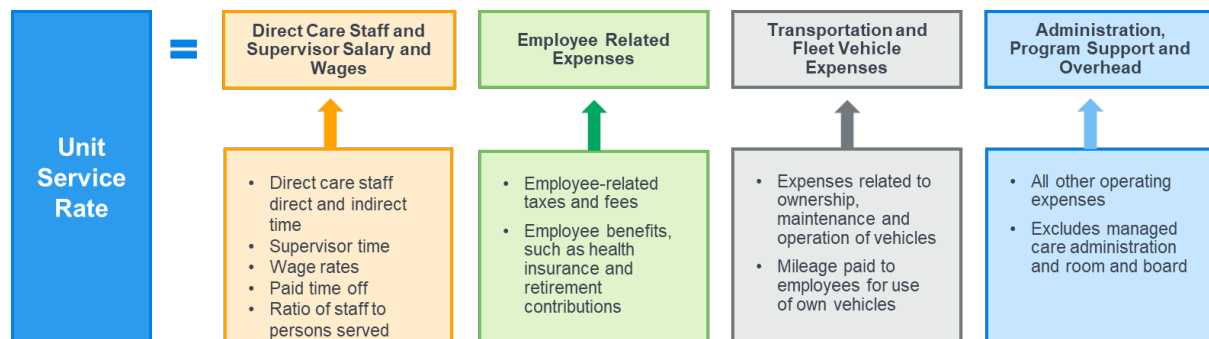 Unit
Service
Rate
=
Direct Care Staff and
Supervisor Salary and
Wages
• Direct care staff
direct and indirect
time
• Supervisor time
• Wage rates
• Paid time off
• Ratio of staff to
persons served
Employee Related
Expenses
• Employee-related
taxes and fees
• Employee benefits,
such as health
insurance and
retirement
contributions
Transportation and
Fleet Vehicle
Expenses
• Expenses related to
ownership,
maintenance and
operation of vehicles
• Mileage paid to
employees for use
of own vehicles
Administration,
Program Support and
Overhead
• All other operating
expenses
• Excludes managed
care administration
and room and board